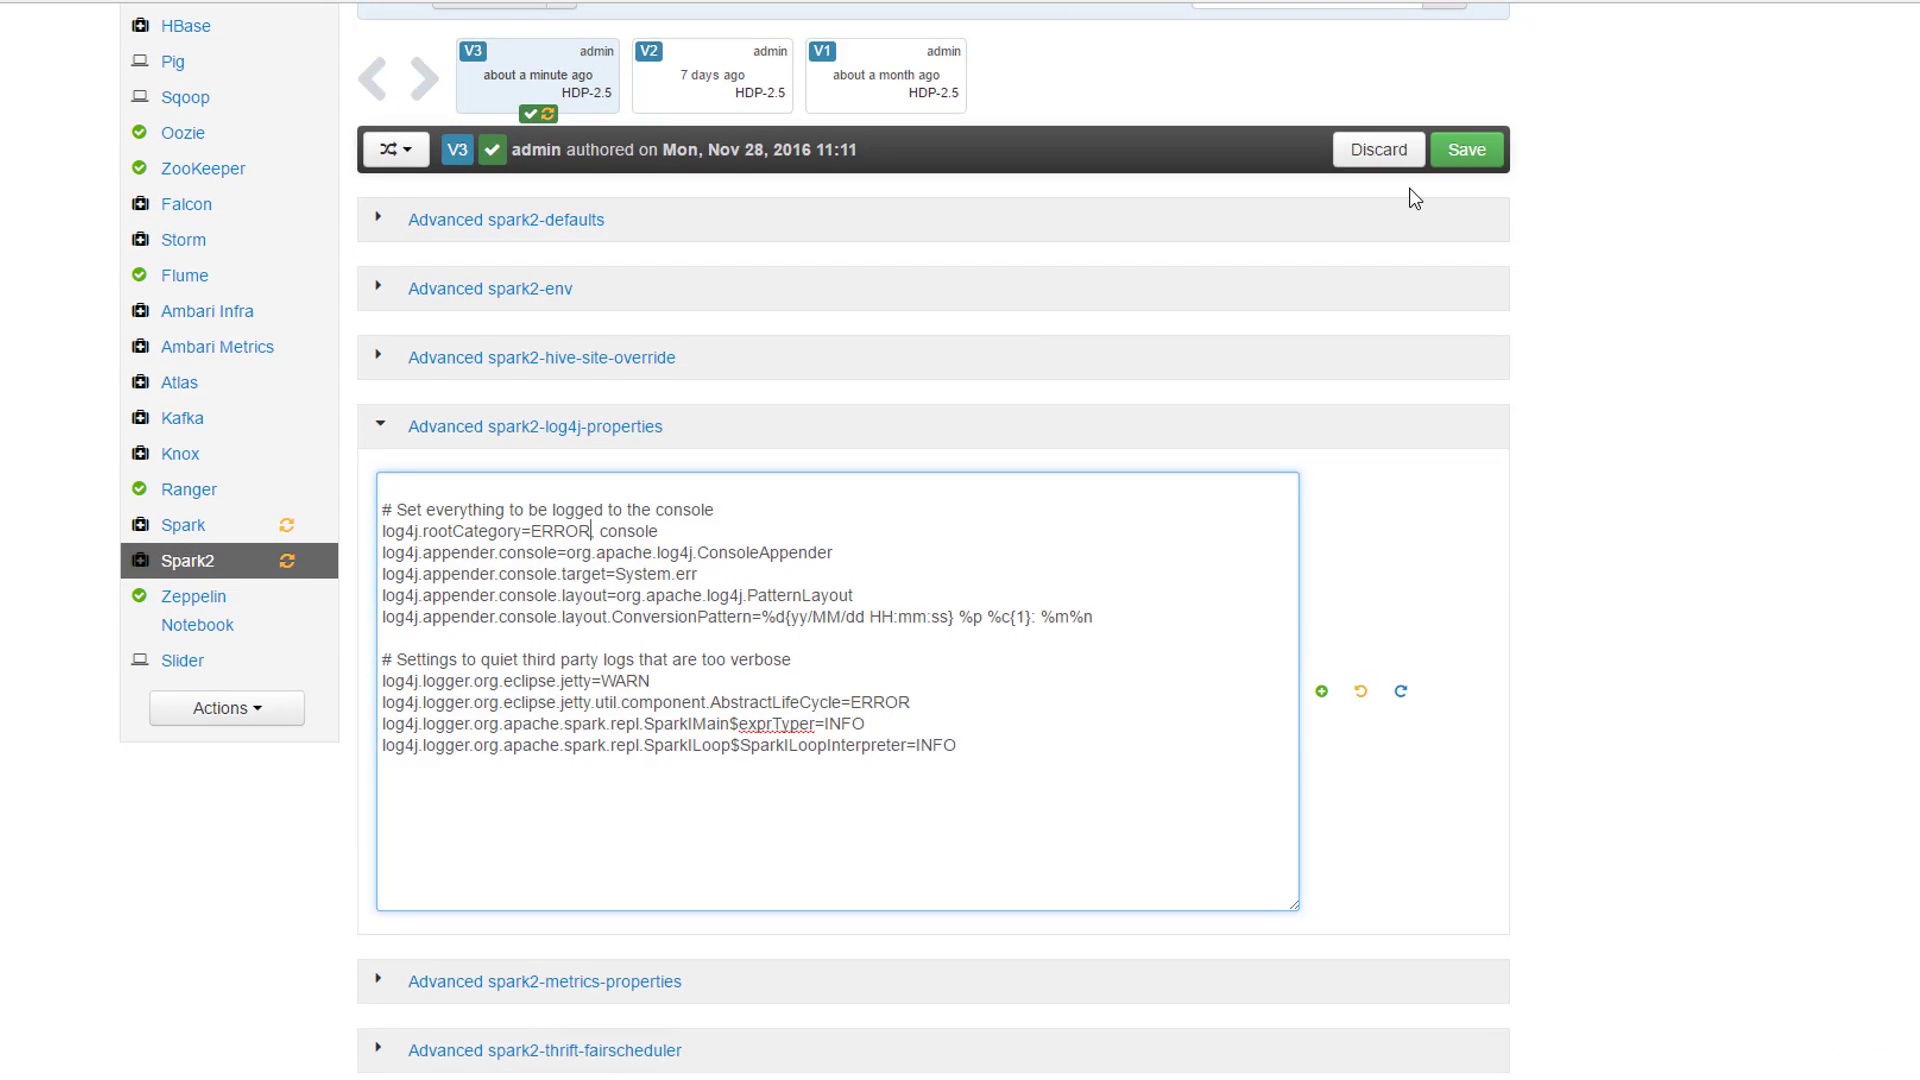 HBase
Pig
Sqoop
Oozie
ZooKeeper
Falcon
Storm
Flume
Ambari Infra
Ambari Metrics
Atlas
Kafka
Knox
Ranger
Spark
Spark2
Zeppelin
Notebook
Slider
Actions
V3 admin
about a minute ago
HDP-2.5
V2 admin
7 days ago
HDP-2.5
V1 admin
about a month ago
HDP-2.5
V3 admin authored on Mon, Nov 28, 2016 11:11
Discard
Save
Advanced spark2-defaults
Advanced spark2-env
Advanced spark2-hive-site-override
Advanced spark2-log4j-properties
# Set everything to be logged to the console
log4j.rootCategory=ERROR, console
log4j.appender.console=org.apache.log4j.ConsoleAppender
log4j.appender.console.target=System.err
log4j.appender.console.layout=org.apache.log4j.PatternLayout
log4j.appender.console.layout.ConversionPattern=%d{yy/MM/dd HH:mm:ss} %p %c{1}: %m%n
# Settings to quiet third party logs that are too verbose
log4j.logger.org.eclipse.jetty=WARN
log4j.logger.org.eclipse.jetty.util.component.AbstractLifeCycle=ERROR
log4j.logger.org.apache.spark.repl.SparkIMain$exprTyper=INFO
log4j.logger.org.apache.spark.repl.SparkILoop$SparkILoopInterpreter=INFO
Advanced spark2-metrics-properties
Advanced spark2-thrift-fairscheduler